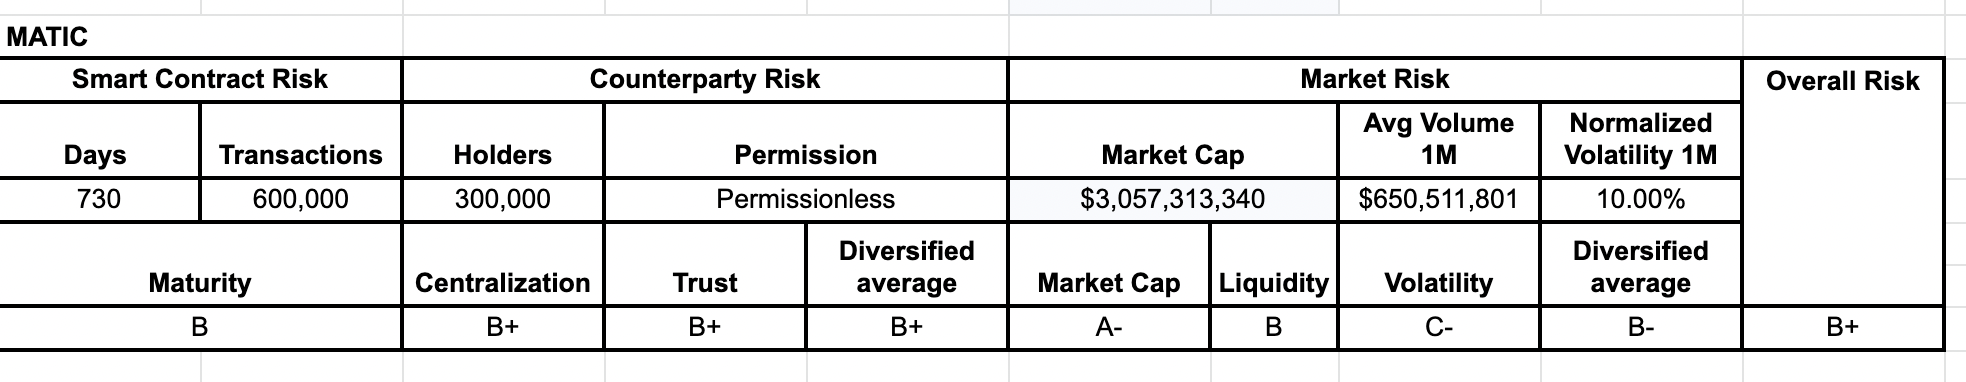 MATIC
Smart Contract Risk Counterparty Risk Market Risk Overall Risk
Days Transactions Holders Permission Market Cap Avg Volume 1M Normalized Volatility 1M
730 600,000 300,000 Permissionless $3,057,313,340 $650,511,801 10.00%
Maturity Centralization Trust Diversified average Market Cap Liquidity Volatility Diversified average
B B+ B+ B+ A- B C- B- B+